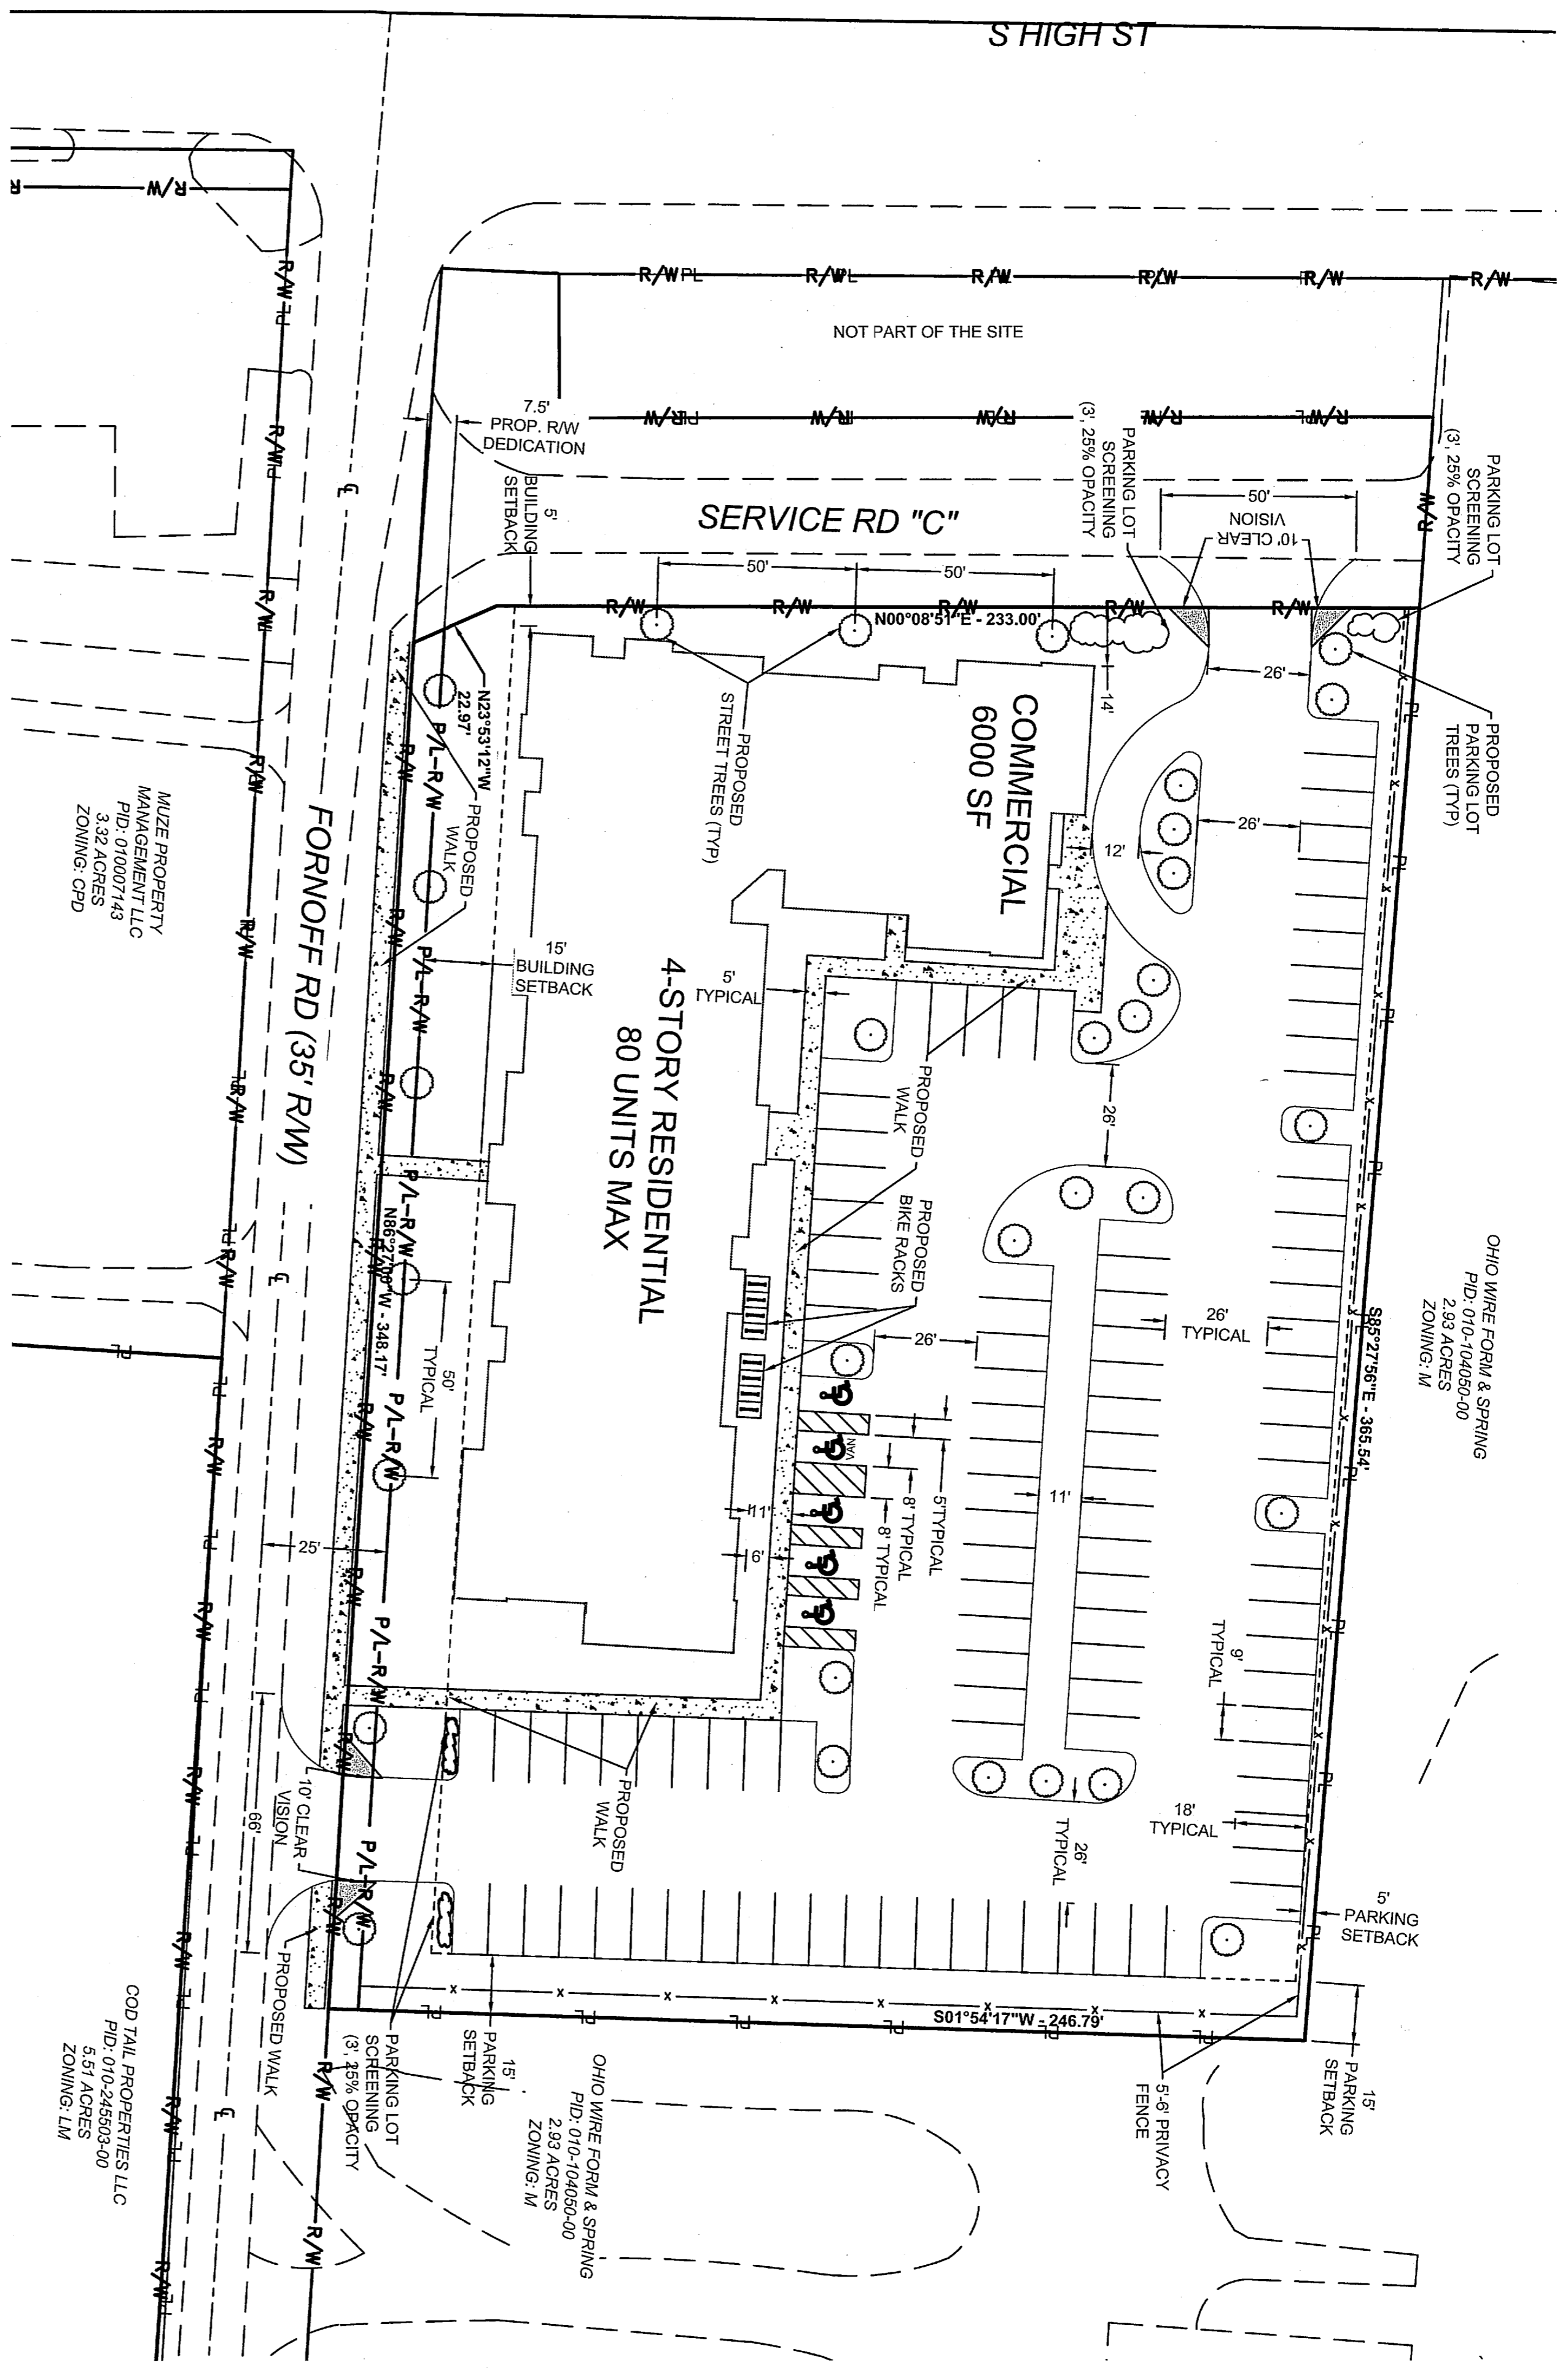 S HIGH ST
R/W
R/W
R/W
PL
R/W
PL
R/W
R/W
PL
R/W
PL
R/W
NOT PART OF THE SITE
R/W
R/W
R/W
R/W
R/W
R/W
7.5'
PROP. R/W
DEDICATION
5'
BUILDING
SETBACK
SERVICE RD "C"
PARKING LOT
SCREENING
(3', 25% OPACITY)
50'
10' CLEAR
VISION
PARKING LOT
SCREENING
(3', 25% OPACITY)
50'
50'
R/W
R/W
R/W
R/W
R/W
N00°08'51"E - 233.00'
26'
14'
N23°53'12"W
22.97'
PROPOSED
STREET TREES (TYP)
COMMERCIAL
6000 SF
PROPOSED
PARKING LOT
TREES (TYP)
26'
12'
PROPOSED
WALK
15'
BUILDING
SETBACK
5'
TYPICAL
4-STORY RESIDENTIAL
80 UNITS MAX
PROPOSED
WALK
PROPOSED
BIKE RACKS
26'
26'
26'
TYPICAL
MUZE PROPERTY
MANAGEMENT LLC
PID: 010007143
3.32 ACRES
ZONING: CPD
FORNOFF RD (35' R/W)
P/L-R/W
P/L-R/W
P/L-R/W
P/L-R/W
P/L-R/W
P/L-R/W
N86°27'00"W - 348.17'
50'
TYPICAL
OHIO WIRE FORM & SPRING
PID: 010-104050-00
2.93 ACRES
ZONING: M
S85°27'56"E - 365.54'
VAN
5'TYPICAL
8' TYPICAL
8' TYPICAL
11'
11'
6'
25'
9'
TYPICAL
18'
TYPICAL
26'
TYPICAL
PROPOSED
WALK
10' CLEAR
VISION
66'
5'
PARKING
SETBACK
PROPOSED WALK
PARKING LOT
SCREENING
(3', 25% OPACITY
15'
PARKING
SETBACK
S01°54'17"W - 246.79'
15'
PARKING
SETBACK
5'-6' PRIVACY
FENCE
OHIO WIRE FORM & SPRING
PID: 010-104050-00
2.93 ACRES
ZONING: M
COD TAIL PROPERTIES LLC
PID: 010-245503-00
5.51 ACRES
ZONING: LM
R/W
R/W